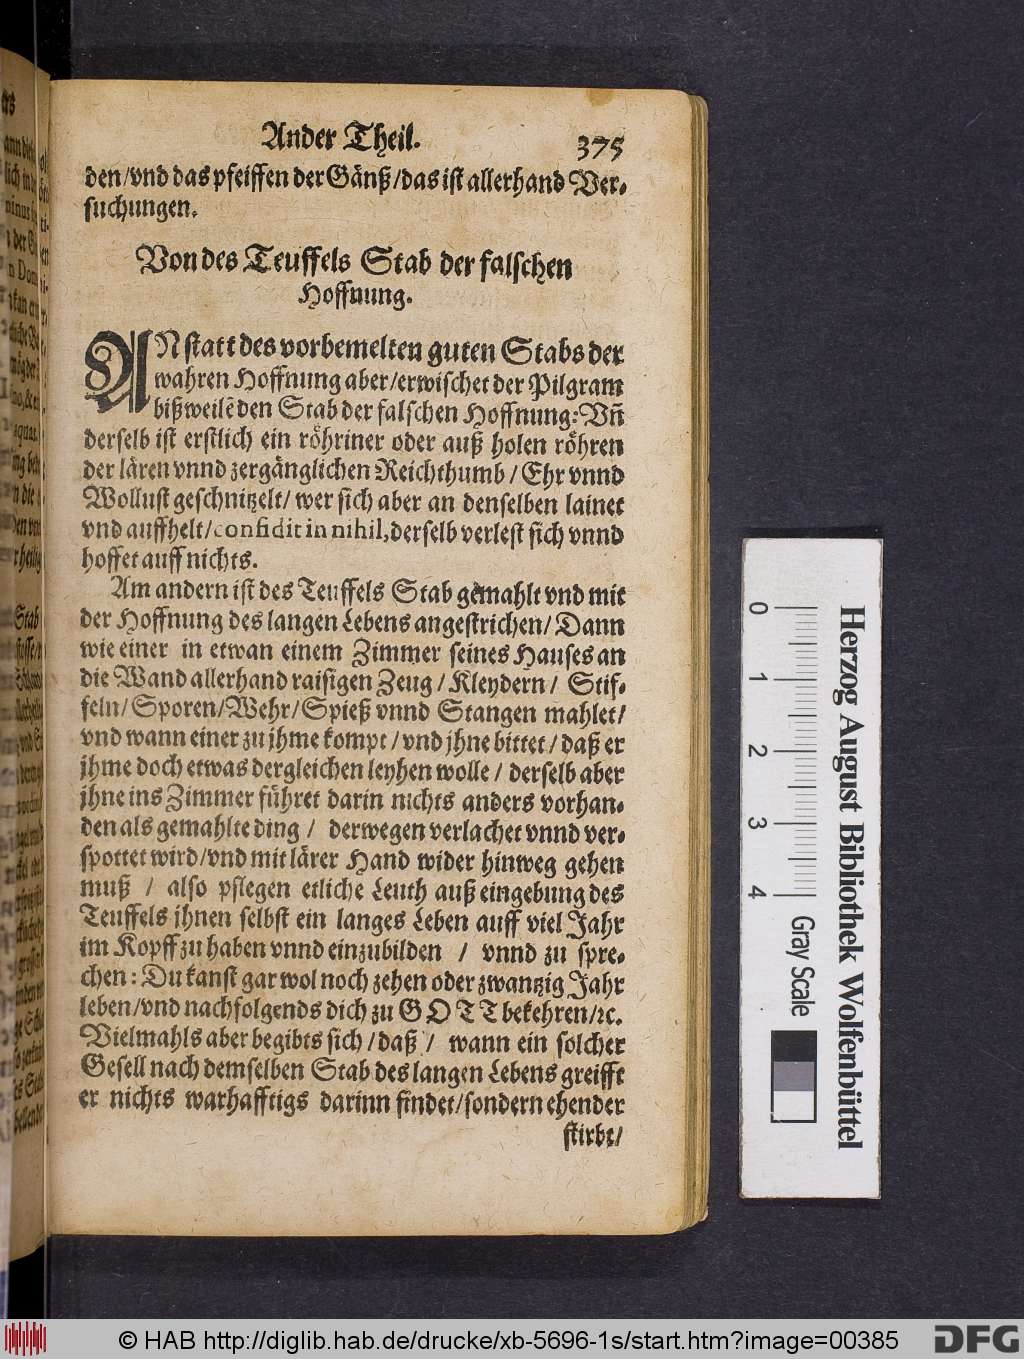 Ander Theil. 375
den/vnd das pfeiffen der Gänß/das ist allerhand Ver-
suchungen.
Von des Teuffels Stab der falschen
Hoffnung.
AN statt des vorbemelten guten Stabs der
wahren Hoffnung aber/erwischet der Pilgram
bißweilē den Stab der falschen Hoffnung: Vñ
derselb ist erstlich ein röhriner oder auß holen röhren
der lären vnnd zergänglichen Reichthumb / Ehr vnnd
Wollust geschnitzelt/ wer sich aber an denselben lainet
vnd auffhelt/confidit in nihil, derselb verlest sich vnnd
hoffet auff nichts.
Am andern ist des Teuffels Stab gemahlt vnd mit
der Hoffnung des langen Lebens angestrichen/ Dann
wie einer in etwan einem Zimmer seines Hauses an
die Wand allerhand raisigen Zeug / Kleydern / Stif-
feln/ Sporen/Wehr/Spieß vnnd Stangen mahlet/
vnd wann einer zu jhme kompt / vnd jhne bittet / daß er
jhme doch etwas dergleichen leyhen wolle / derselb aber
jhne ins Zimmer führet darin nichts anders vorhan-
den als gemahlte ding / derwegen verlachet vnnd ver-
spottet wird/vnd mit lärer Hand wider hinweg gehen
muß / also pflegen etliche Leuth auß eingebung des
Teuffels jhnen selbst ein langes Leben auff viel Jahr
im Kopff zu haben vnnd einzubilden / vnnd zu spre-
chen: Du kanst gar wol noch zehen oder zwantzig Jahr
leben/vnd nachfolgends dich zu GOTT bekehren/ꝛc.
Vielmahls aber begibts sich / daß / wann ein solcher
Gesell nach demselben Stab des langen Lebens greifft
er nichts warhafftigs darinn findet/sondern ehender
stirbt/
0 1 2 3 4
Gray Scale
Herzog August Bibliothek Wolfenbüttel
© HAB http://diglib.hab.de/drucke/xb-5696-1s/start.htm?image=00385
DFG